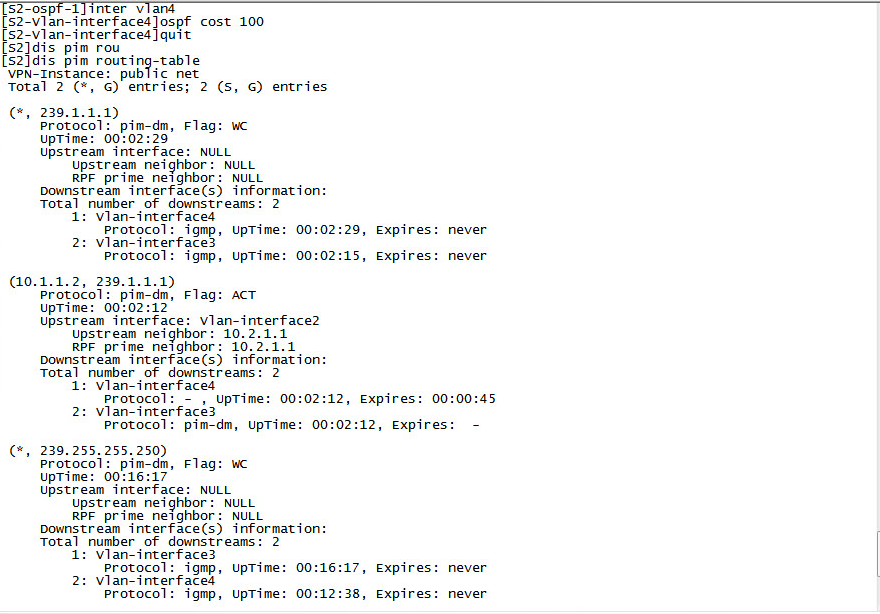 [S2-ospf-1]inter vlan4
[S2-Vlan-interface4]ospf cost 100
[S2-Vlan-interface4]quit
[S2]dis pim rou
[S2]dis pim routing-table
VPN-Instance: public net
Total 2 (*, G) entries; 2 (S, G) entries
(*, 239.1.1.1)
Protocol: pim-dm, Flag: WC
UpTime: 00:02:29
Upstream interface: NULL
Upstream neighbor: NULL
RPF prime neighbor: NULL
Downstream interface(s) information:
Total number of downstreams: 2
1: Vlan-interface4
Protocol: igmp, UpTime: 00:02:29, Expires: never
2: Vlan-interface3
Protocol: igmp, UpTime: 00:02:15, Expires: never
(10.1.1.2, 239.1.1.1)
Protocol: pim-dm, Flag: ACT
UpTime: 00:02:12
Upstream interface: Vlan-interface2
Upstream neighbor: 10.2.1.1
RPF prime neighbor: 10.2.1.1
Downstream interface(s) information:
Total number of downstreams: 2
1: Vlan-interface4
Protocol: - , UpTime: 00:02:12, Expires: 00:00:45
2: Vlan-interface3
Protocol: pim-dm, UpTime: 00:02:12, Expires:  -
(*, 239.255.255.250)
Protocol: pim-dm, Flag: WC
UpTime: 00:16:17
Upstream interface: NULL
Upstream neighbor: NULL
RPF prime neighbor: NULL
Downstream interface(s) information:
Total number of downstreams: 2
1: Vlan-interface3
Protocol: igmp, UpTime: 00:16:17, Expires: never
2: Vlan-interface4
Protocol: igmp, UpTime: 00:12:38, Expires: never